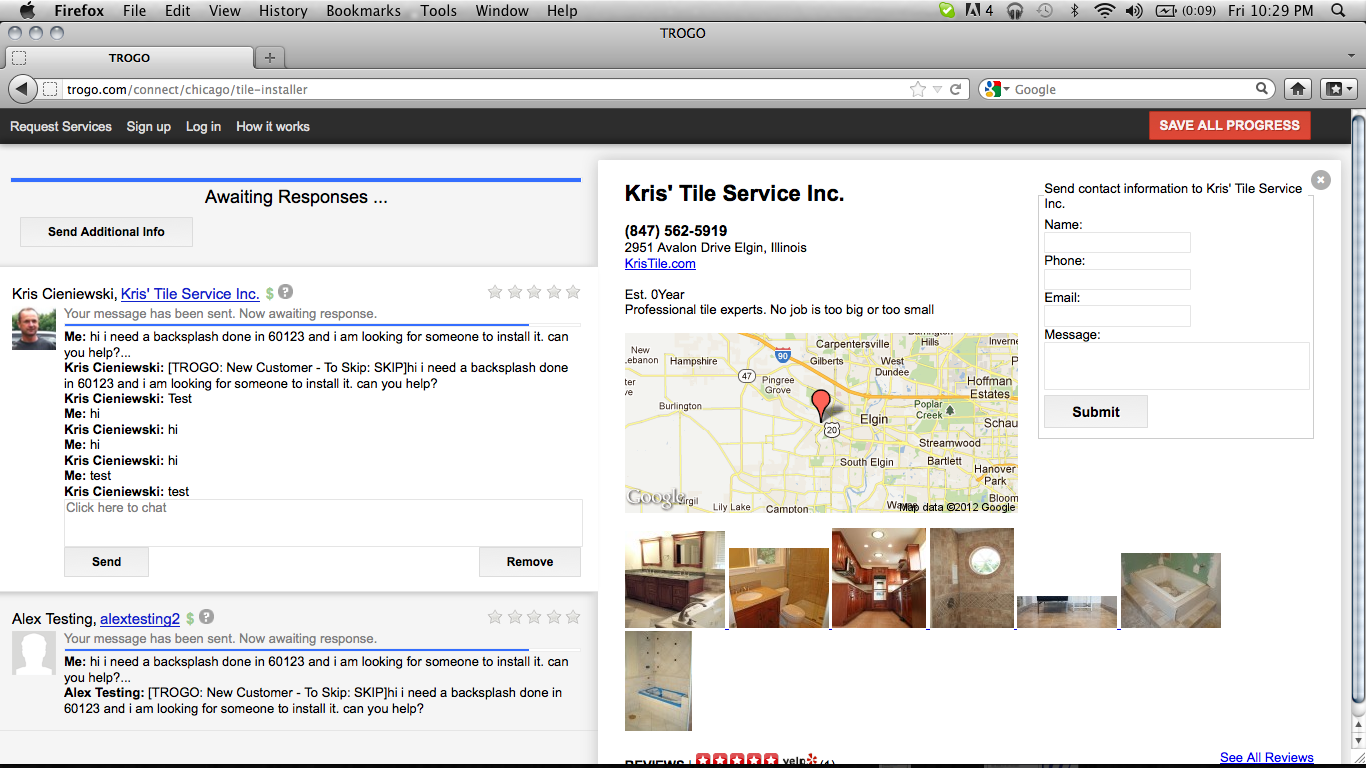 Firefox File Edit View History Bookmarks Tools Window Help 4 (0:09) Fri 10:29 PM
TROGO
TROGO
trogo.com/connect/chicago/tile-installer Google
Request Services Sign up Log in How it works SAVE ALL PROGRESS
Awaiting Responses ...
Send Additional Info
Kris Cieniewski, Kris' Tile Service Inc. $ ?
Your message has been sent. Now awaiting response.
Me: hi i need a backsplash done in 60123 and i am looking for someone to install it. can
you help?...
Kris Cieniewski: [TROGO: New Customer - To Skip: SKIP]hi i need a backsplash done
in 60123 and i am looking for someone to install it. can you help?
Kris Cieniewski: Test
Me: hi
Kris Cieniewski: hi
Me: hi
Kris Cieniewski: hi
Me: test
Kris Cieniewski: test
Click here to chat
Send Remove
Alex Testing, alextesting2 $ ?
Your message has been sent. Now awaiting response.
Me: hi i need a backsplash done in 60123 and i am looking for someone to install it. can
you help?...
Alex Testing: [TROGO: New Customer - To Skip: SKIP]hi i need a backsplash done in
60123 and i am looking for someone to install it. can you help?
Kris' Tile Service Inc.
(847) 562-5919
2951 Avalon Drive Elgin, Illinois
KrisTile.com
Est. 0Year
Professional tile experts. No job is too big or too small
Send contact information to Kris' Tile Service
Inc.
Name:
Phone:
Email:
Message:
Submit
Barrington
Hills
Inverne
New
Lebanon
Hampshire
90
Carpentersville
Gilberts
West
Dundee
47
Pingree
Grove
Hoffman
Estates
ter
Burlington
Poplar
Creek
Elgin
20
Schau
Streamwood
South Elgin
Bartlett
Hanover
Park
Virgil
Lily Lake
Campton
Bloom
Google
Map data ©2012 Google
REVIEWS | yelp (1) See All Reviews